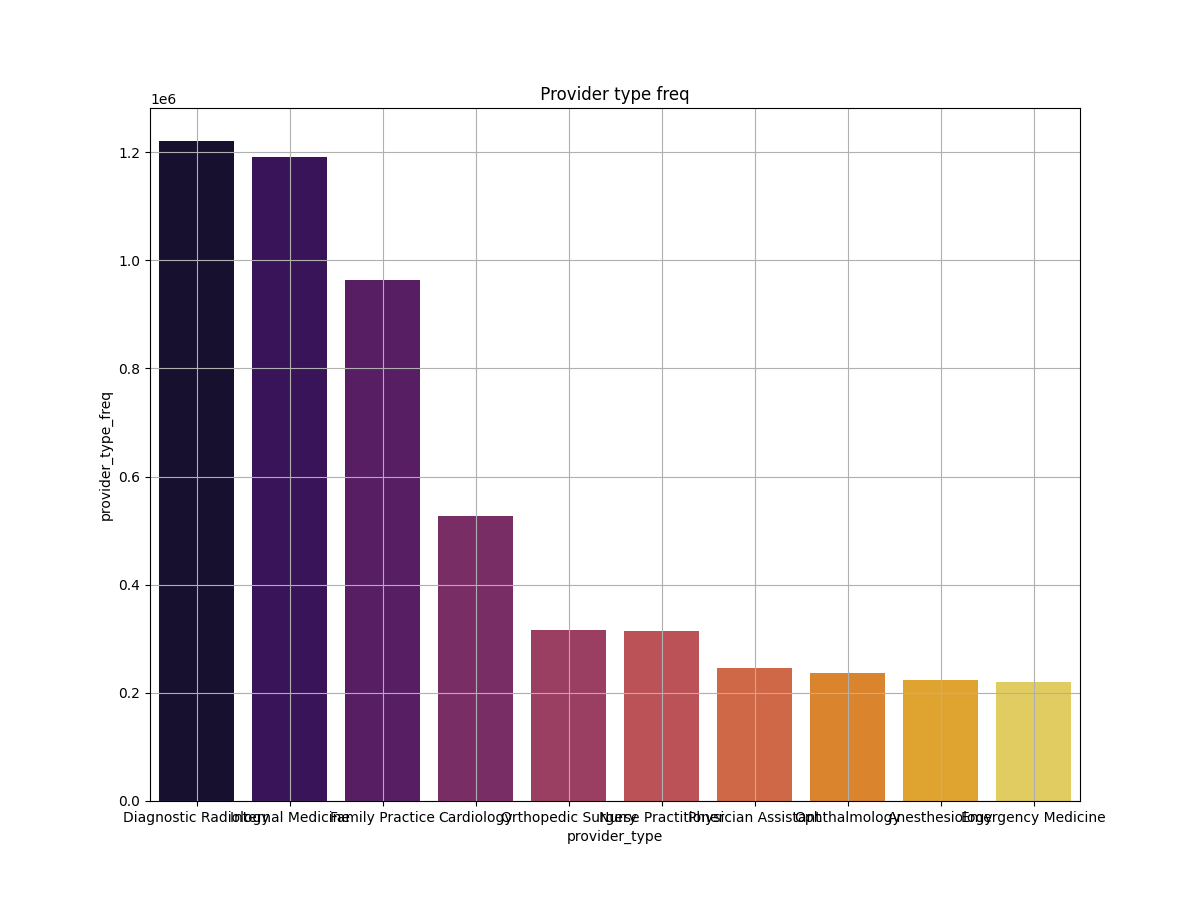 Provider type freq
1e6
1.2
1.0
0.8
0.6
0.4
0.2
0.0
provider_type_freq
Diagnostic Radiology Internal Medicine Family Practice Cardiology Orthopedic Surgery Nurse Practitioner Physician Assistant Ophthalmology Anesthesiology Emergency Medicine
provider_type